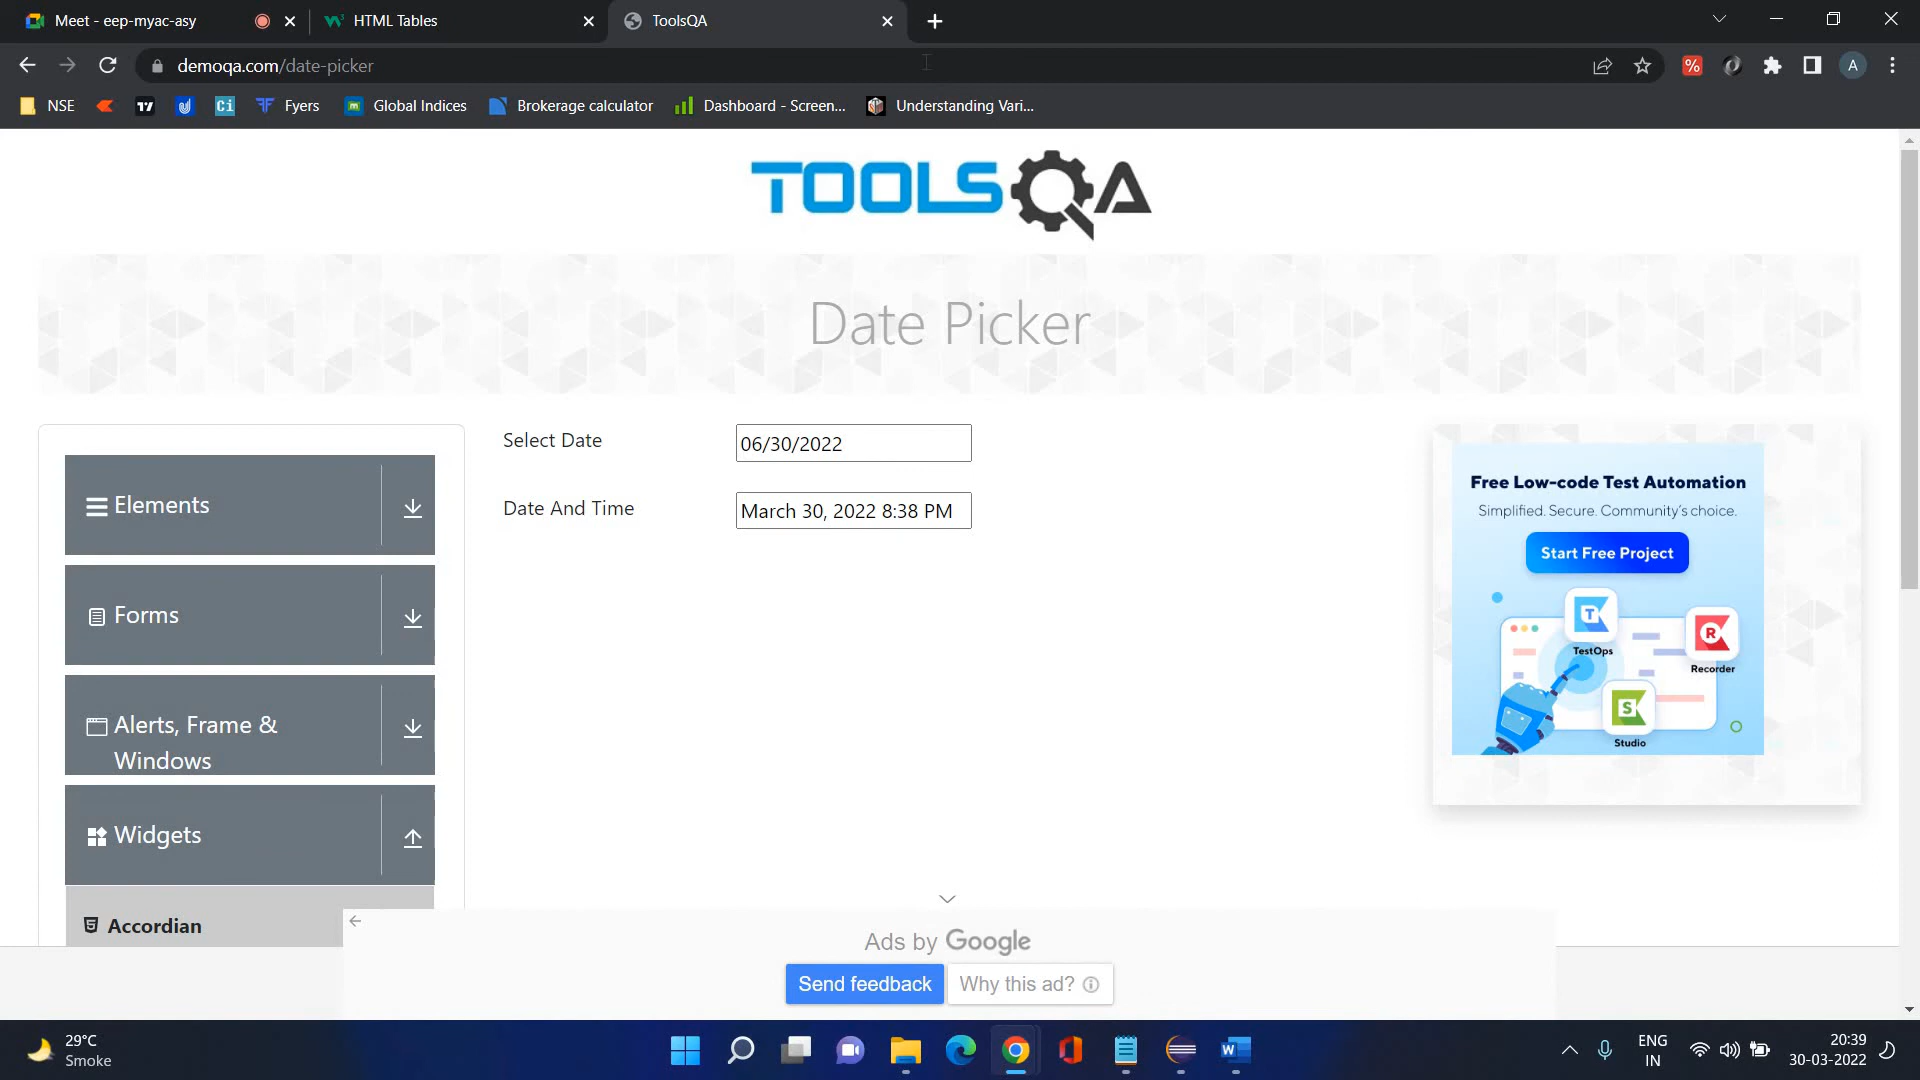 Meet - eep-myac-asy
HTML Tables
ToolsQA
demoqa.com/date-picker
A
NSE
Ci
Fyers
Global Indices
Brokerage calculator
Dashboard - Screen...
Understanding Vari...
TOOLSQA
Date Picker
Elements
Forms
Alerts, Frame &
Windows
Widgets
Accordian
Select Date
06/30/2022
Date And Time
March 30, 2022 8:38 PM
Free Low-code Test Automation
Simplified. Secure. Community's choice.
Start Free Project
TestOps
Recorder
Studio
Ads by Google
Send feedback
Why this ad?
29°C
Smoke
ENG
IN
20:39
30-03-2022